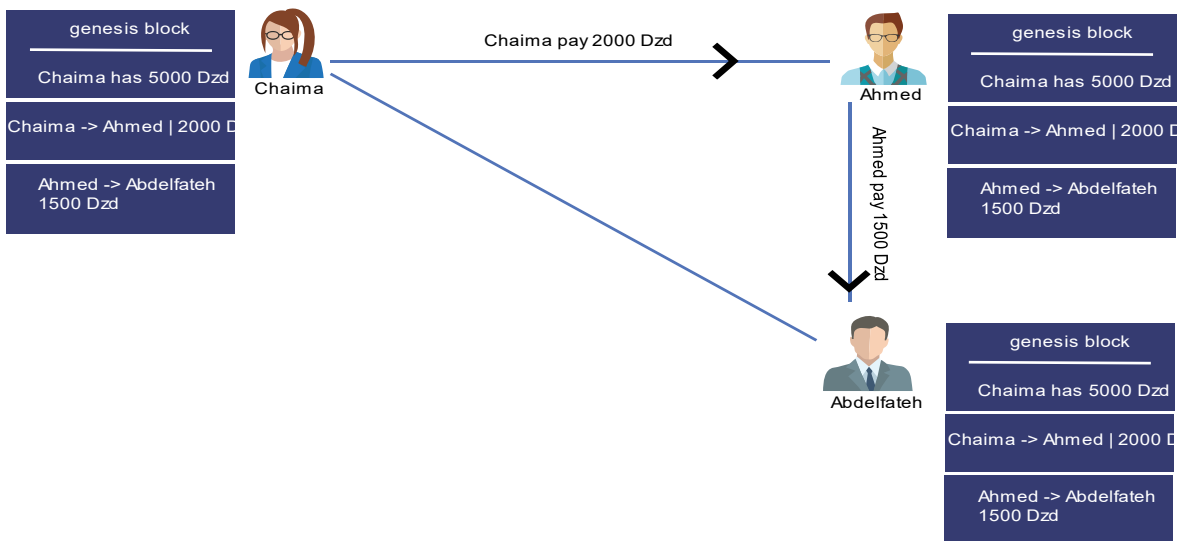 genesis block
Chaima has 5000 Dzd
Chaima -> Ahmed | 2000 D
Ahmed -> Abdelfateh
1500 Dzd
Chaima
Chaima pay 2000 Dzd
Ahmed
genesis block
Chaima has 5000 Dzd
Chaima -> Ahmed | 2000 D
Ahmed -> Abdelfateh
1500 Dzd
Ahmed pay 1500 Dzd
Abdelfateh
genesis block
Chaima has 5000 Dzd
Chaima -> Ahmed | 2000 D
Ahmed -> Abdelfateh
1500 Dzd